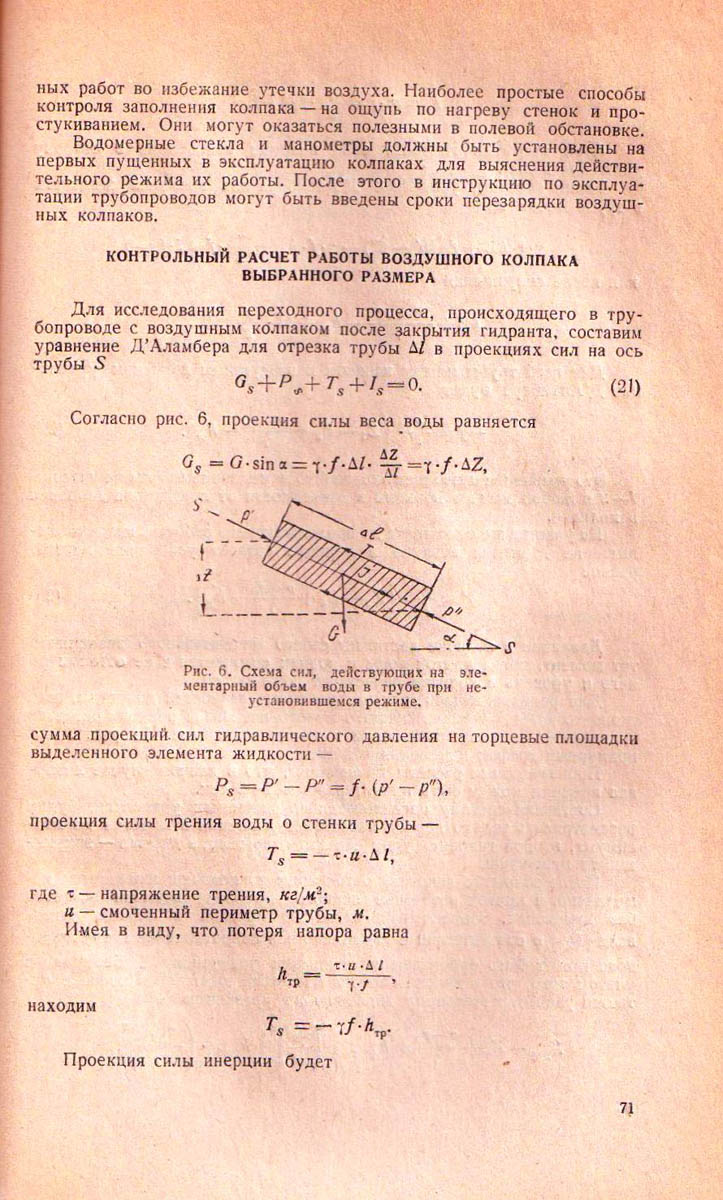 ных работ во избежание утечки воздуха. Наиболее простые способы
контроля заполнения колпака — на ощупь по нагреву стенок и про-
стукиванием. Они могут оказаться полезными в полевой обстановке.
Водомерные стекла и манометры должны быть установлены на
первых пущенных в эксплуатацию колпаках для выяснения действи-
тельного режима их работы. После этого в инструкцию по эксплуа-
тации трубопроводов могут быть введены сроки перезарядки воздуш-
ных колпаков.
КОНТРОЛЬНЫЙ РАСЧЕТ РАБОТЫ ВОЗДУШНОГО КОЛПАКА
ВЫБРАННОГО РАЗМЕРА
Для исследования переходного процесса, происходящего в тру-
бопроводе с воздушным колпаком после закрытия гидранта, составим
уравнение Д'Аламбера для отрезка трубы Δl в проекциях сил на ось
трубы S
G_s + P_s + T_s + I_s = 0. (21)
Согласно рис. 6, проекция силы веса воды равняется
G_s = G·sin α = γ·f·Δl· ΔZ/Δl = γ·f·ΔZ,
S P' Δl
T
J
G P" α S
Рис. 6. Схема сил, действующих на эле-
ментарный объем воды в трубе при не-
установившемся режиме.
сумма проекций сил гидравлического давления на торцевые площадки
выделенного элемента жидкости —
P_s = P' — P" = f· (p' — p"),
проекция силы трения воды о стенки трубы —
T_s = — τ·u·Δl,
где τ — напряжение трения, кг/м²;
u — смоченный периметр трубы, м.
Имея в виду, что потеря напора равна
h_тр = τ·u·Δl / γ·f ,
находим
T_s = — γf·h_тр.
Проекция силы инерции будет
71